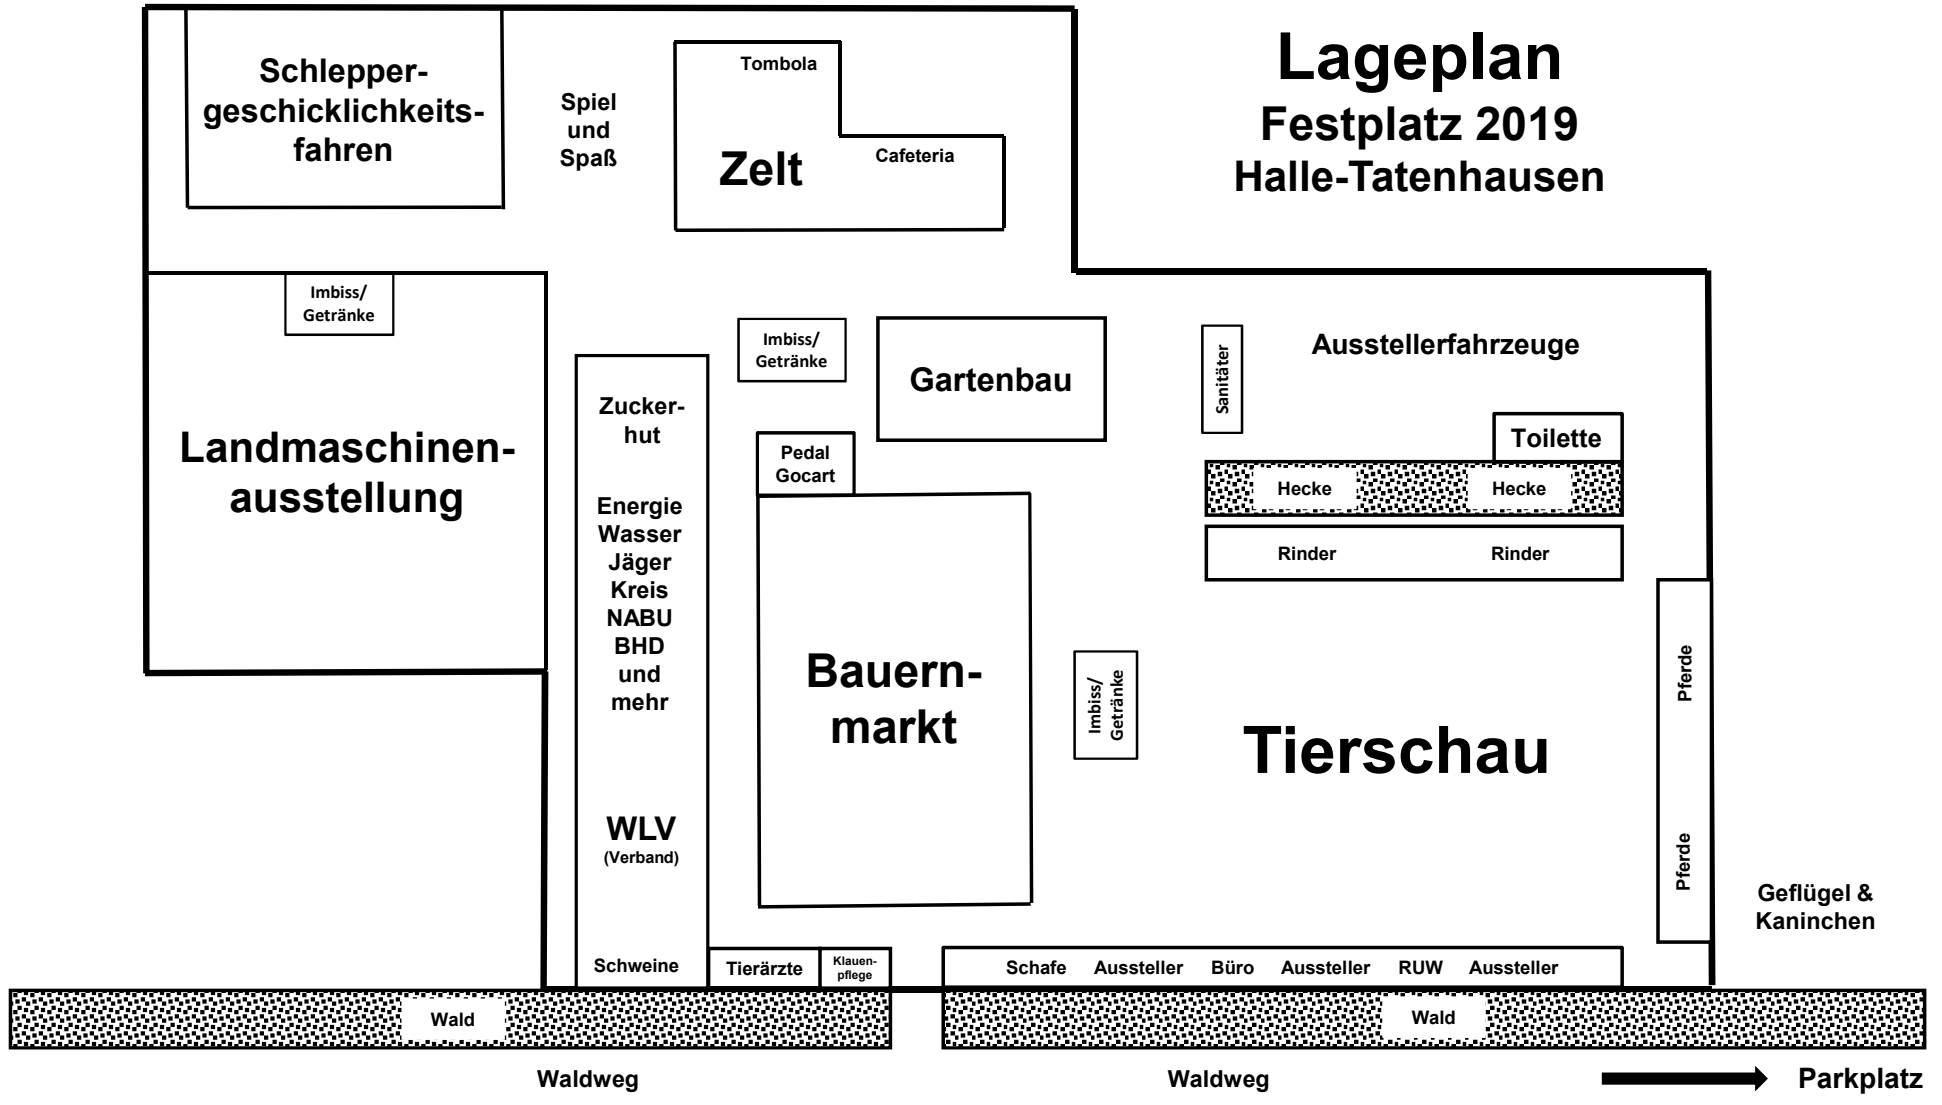 Lageplan
Festplatz 2019
Halle-Tatenhausen
Schlepper-
geschicklichkeits-
fahren
Spiel
und
Spaß
Tombola
Zelt
Cafeteria
Imbiss/
Getränke
Landmaschinen-
ausstellung
Zucker-
hut
Energie
Wasser
Jäger
Kreis
NABU
BHD
und
mehr
WLV
(Verband)
Schweine
Imbiss/
Getränke
Gartenbau
Pedal
Gocart
Bauern-
markt
Imbiss/
Getränke
Sanitäter
Ausstellerfahrzeuge
Toilette
Hecke
Hecke
Rinder
Rinder
Tierschau
Pferde
Pferde
Geflügel &
Kaninchen
Tierärzte
Klauen-
pflege
Schafe Aussteller Büro Aussteller RUW Aussteller
Wald
Wald
Waldweg
Waldweg
Parkplatz